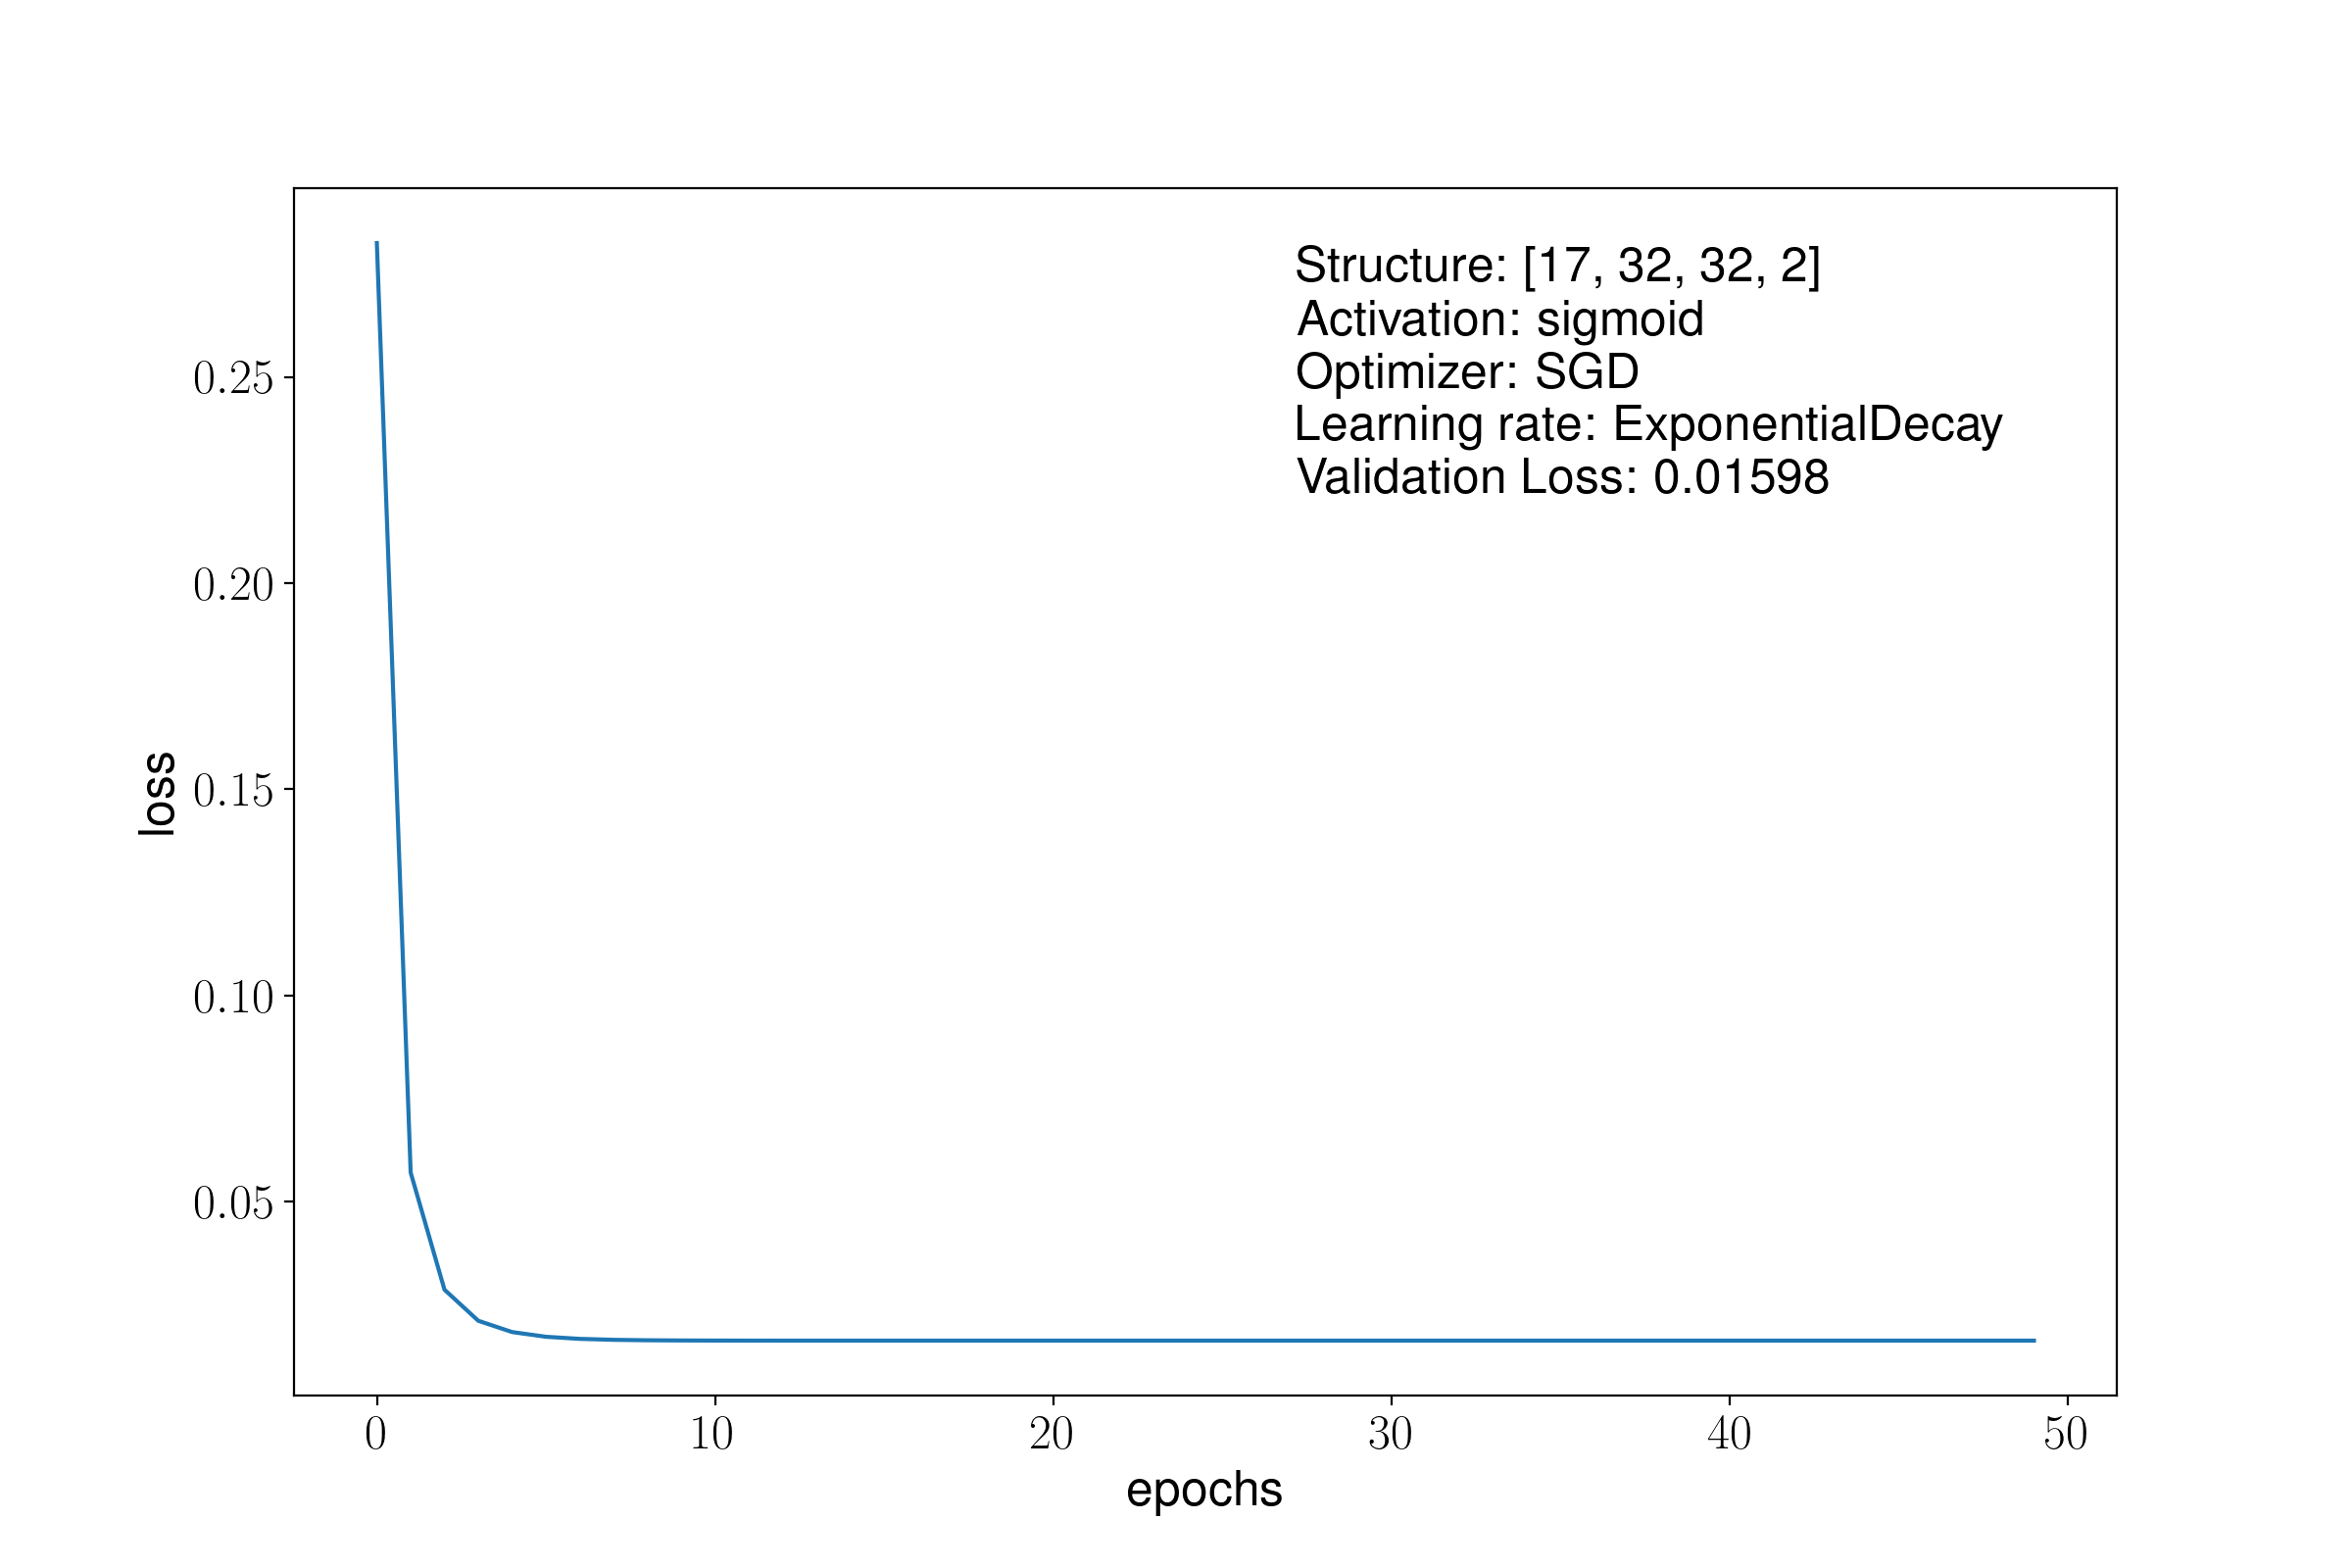 Structure: [17, 32, 32, 2]
Activation: sigmoid
Optimizer: SGD
Learning rate: ExponentialDecay
Validation Loss: 0.01598
0.25
0.20
0.15
0.10
0.05
loss
0 10 20 30 40 50
epochs